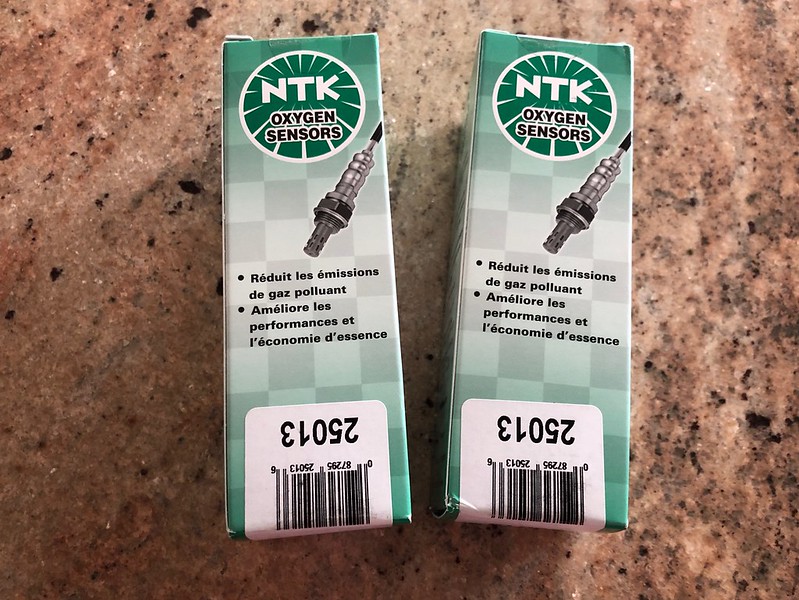 NTK
OXYGEN
SENSORS
• Réduit les émissions
de gaz polluant
• Améliore les
performances et
l'économie d'essence
25013
0 87295 25013 6
NTK
OXYGEN
SENSORS
• Réduit les émissions
de gaz polluant
• Améliore les
performances et
l'économie d'essence
25013
0 87295 25013 6